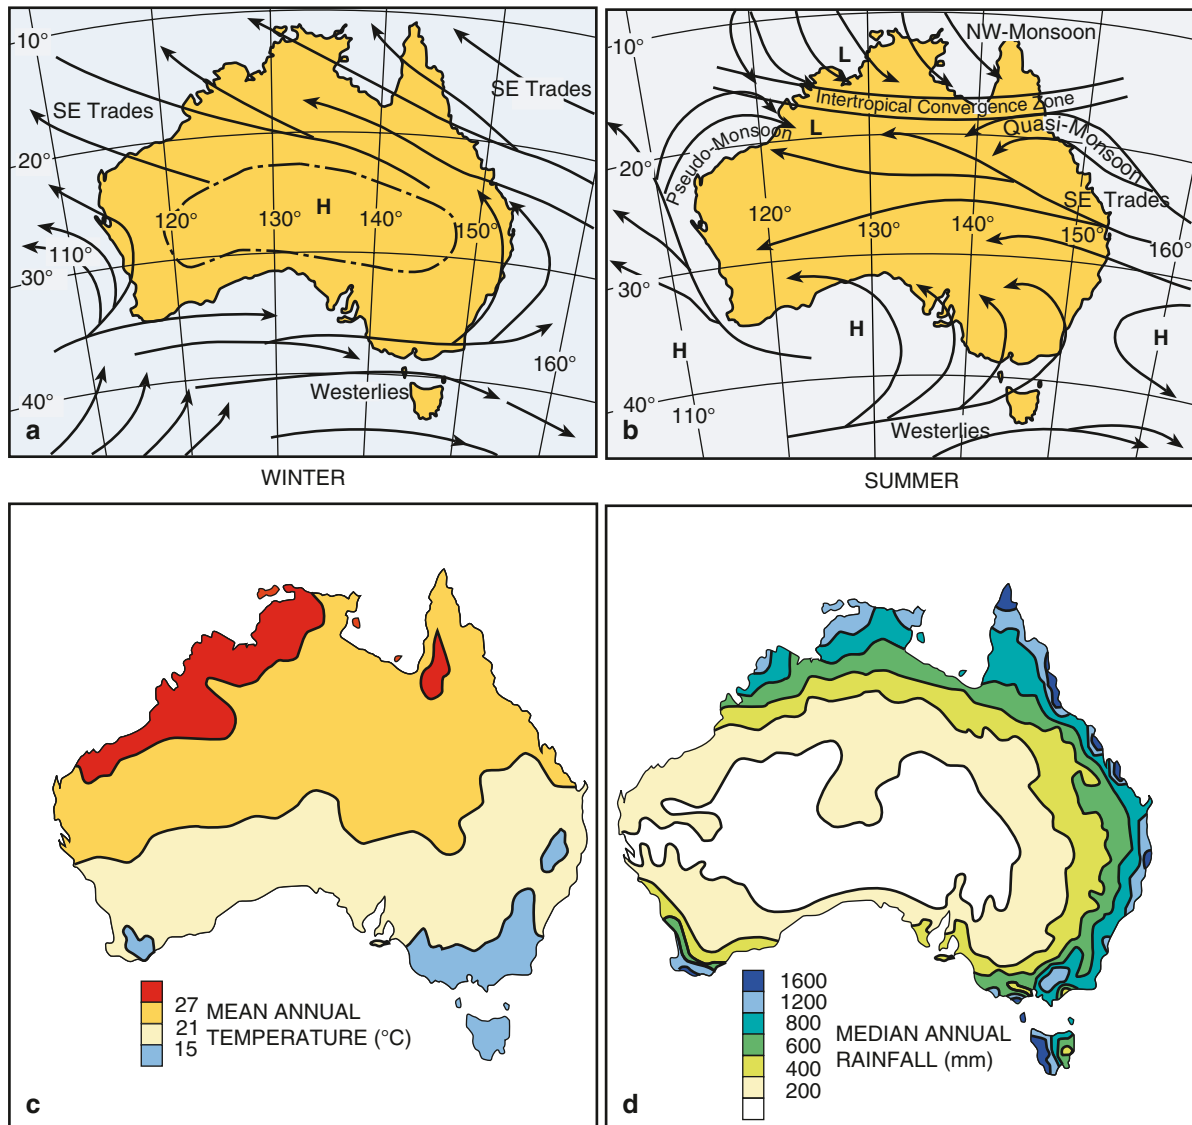 10°
SE Trades
SE Trades
20°
H
120°
130°
140°
150°
110°
30°
160°
Westerlies
40°
a
WINTER
NW-Monsoon
10°
L
Intertropical Convergence Zone
L
Quasi-Monsoon
Pseudo-Monsoon
20°
SE Trades
120°
130°
140°
150°
160°
30°
H
H
H
40°
110°
Westerlies
b
SUMMER
27
21
15
MEAN ANNUAL
TEMPERATURE (°C)
c
1600
1200
800
600
400
200
MEDIAN ANNUAL
RAINFALL (mm)
d